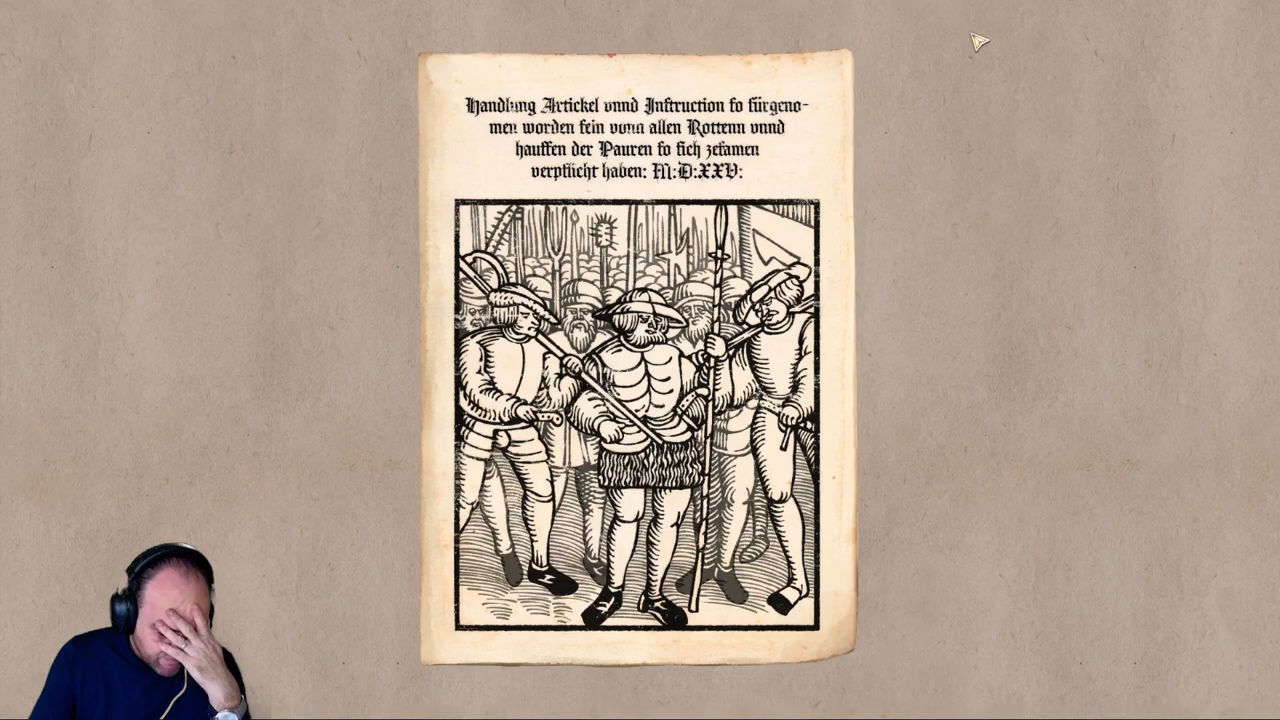 Handlung Artickel vnnd Instruction so fürgeno-
men worden sein vonn allen Rottenn vnnd
hauffen der Pauren so sich zesamen
verpflicht haben: M:D:XXV: